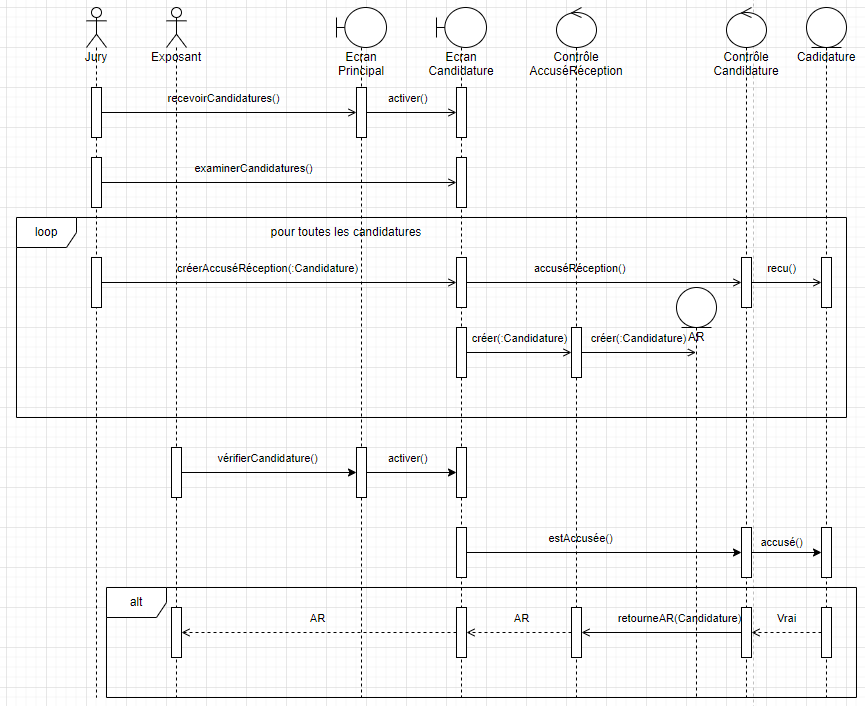 Jury
Exposant
Ecran
Principal
Ecran
Candidature
Contrôle
AccuséRéception
Contrôle
Candidature
Cadidature
recevoirCandidatures()
activer()
examinerCandidatures()
loop
pour toutes les candidatures
créerAccuséRéception(:Candidature)
accuséRéception()
recu()
créer(:Candidature)
créer(:Candidature)
AR
vérifierCandidature()
activer()
estAccusée()
accusé()
alt
AR
AR
retourneAR(Candidature)
Vrai